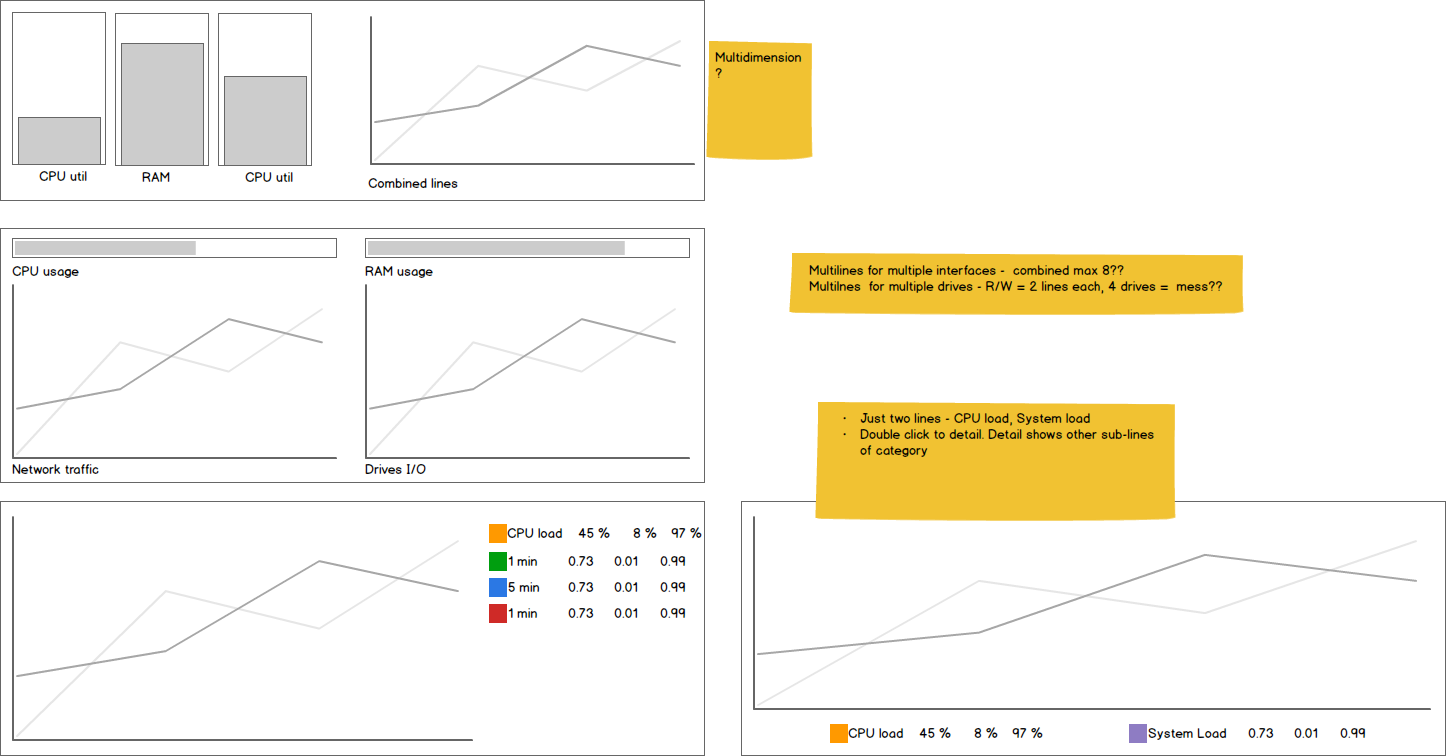 Multidimension
?
CPU util RAM CPU util
Combined lines
CPU usage RAM usage
Multilines for multiple interfaces - combined max 8??
Multilnes for multiple drives - R/W = 2 lines each, 4 drives = mess??
Network traffic Drives I/O
· Just two lines - CPU load, System load
· Double click to detail. Detail shows other sub-lines
of category
CPU load 45 % 8 % 97 %
1 min 0.73 0.01 0.99
5 min 0.73 0.01 0.99
1 min 0.73 0.01 0.99
CPU load 45 % 8 % 97 % System Load 0.73 0.01 0.99